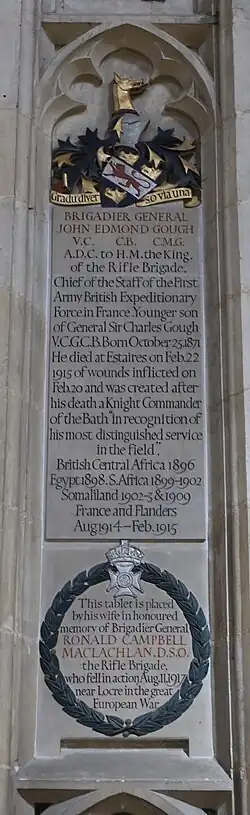 Gradu diver so via una
BRIGADIER GENERAL
JOHN EDMOND GOUGH
V.C. C.B. C.M.G.
A.D.C. to H.M. the King,
of the Rifle Brigade,
Chief of the Staff of the First
Army British Expeditionary
Force in France Younger son
of General Sir Charles Gough
V.C.G.C.B. Born October 25 1871
He died at Estaires on Feb. 22
1915 of wounds inflicted on
Feb. 20 and was created after
his death a Knight Commander
of the Bath "in recognition of
his most distinguished service
in the field".
British Central Africa 1896
Egypt 1898. S. Africa 1899-1902
Somaliland 1902-3 & 1909
France and Flanders
Aug 1914-Feb. 1915
This tablet is placed
by his wife in honoured
memory of Brigadier General
RONALD CAMPBELL
MACLACHLAN, D.S.O.
the Rifle Brigade,
who fell in action Aug. 11, 1917
near Locre in the great
European War